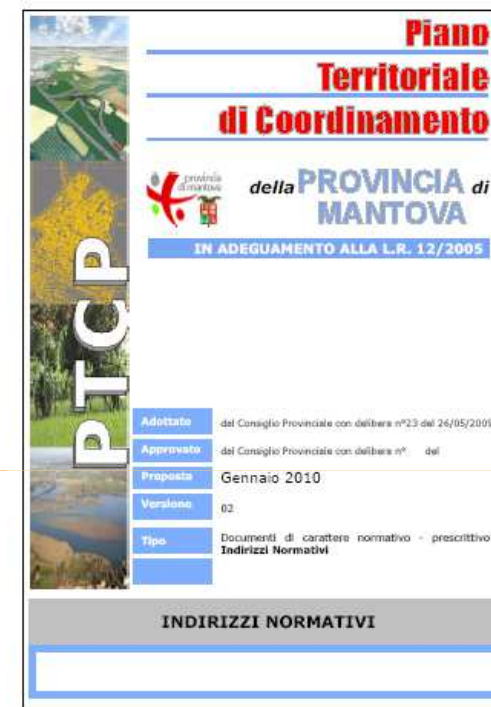 Piano
Territoriale
di Coordinamento
provincia
di mantova
della PROVINCIA di
MANTOVA
IN ADEGUAMENTO ALLA L.R. 12/2005
PTCP
Adottato dal Consiglio Provinciale con delibera n°23 del 26/05/2009
Approvato dal Consiglio Provinciale con delibera n° del
Proposta Gennaio 2010
Versione 02
Tipo Documenti di carattere normativo - prescrittivo
Indirizzi Normativi
INDIRIZZI NORMATIVI